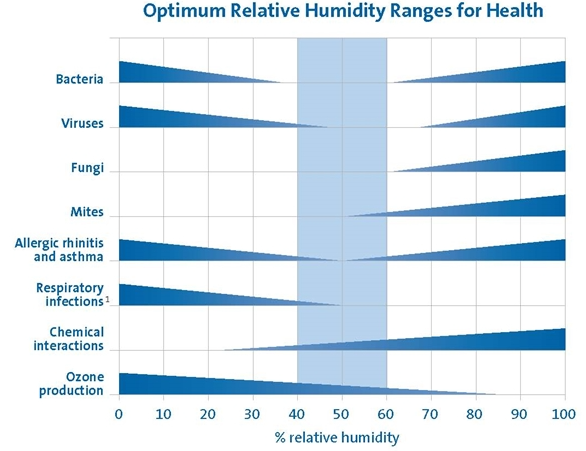 Optimum Relative Humidity Ranges for Health
Bacteria
Viruses
Fungi
Mites
Allergic rhinitis
and asthma
Respiratory
infections¹
Chemical
interactions
Ozone
production
0 10 20 30 40 50 60 70 80 90 100
% relative humidity